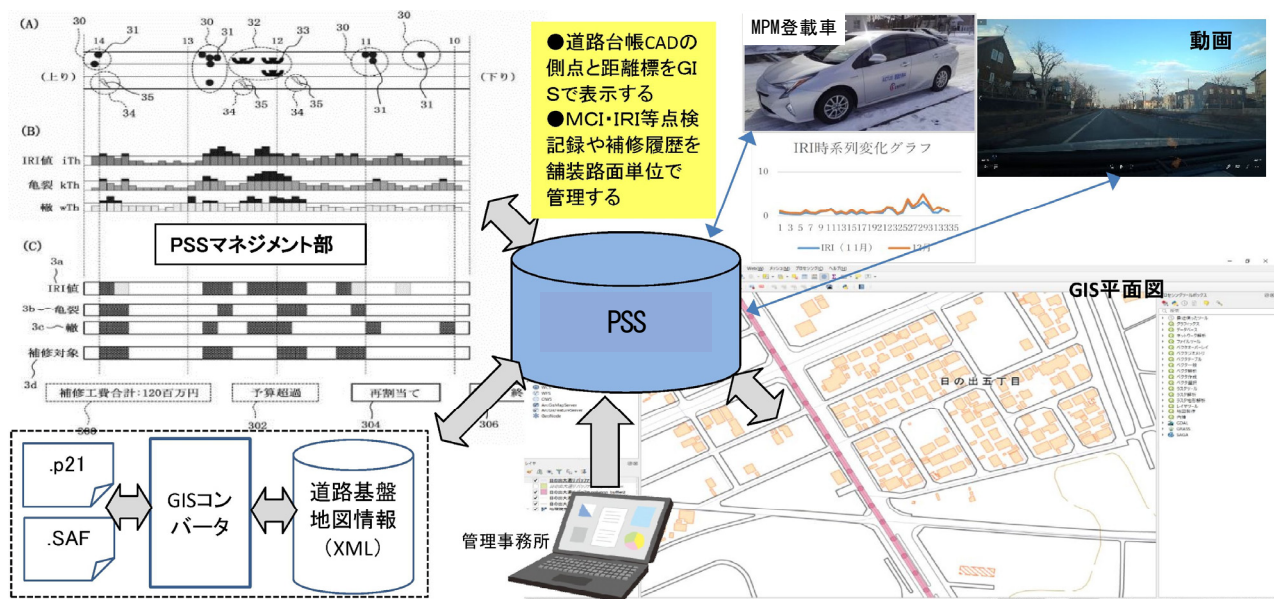 (A)
30
31
30
32
33
30
14
13
12
11
10
(上り)
(下り)
31
31
35
34
34
35
34
35
(B)
IRI値 iTh
亀裂 kTh
轍 wTh
PSSマネジメント部
(C)
3a
IRI値
3b 亀裂
3c 轍
補修対象
3d
補修工費合計:120百万円
予算超過
再割当て
終
300
302
304
306
●道路台帳CADの
側点と距離標をGI
Sで表示する
●MCI・IRI等点検
記録や補修履歴を
舗装路面単位で
管理する
MPM登載車
動画
IRI時系列変化グラフ
10
0
1 3 5 7 9 11 13 15 17 19 21 23 25 27 29 31 33 35
IRI(11月)
12月
PSS
GIS平面図
日の出五丁目
.p21
.SAF
GISコン
バータ
道路基盤
地図情報
(XML)
管理事務所